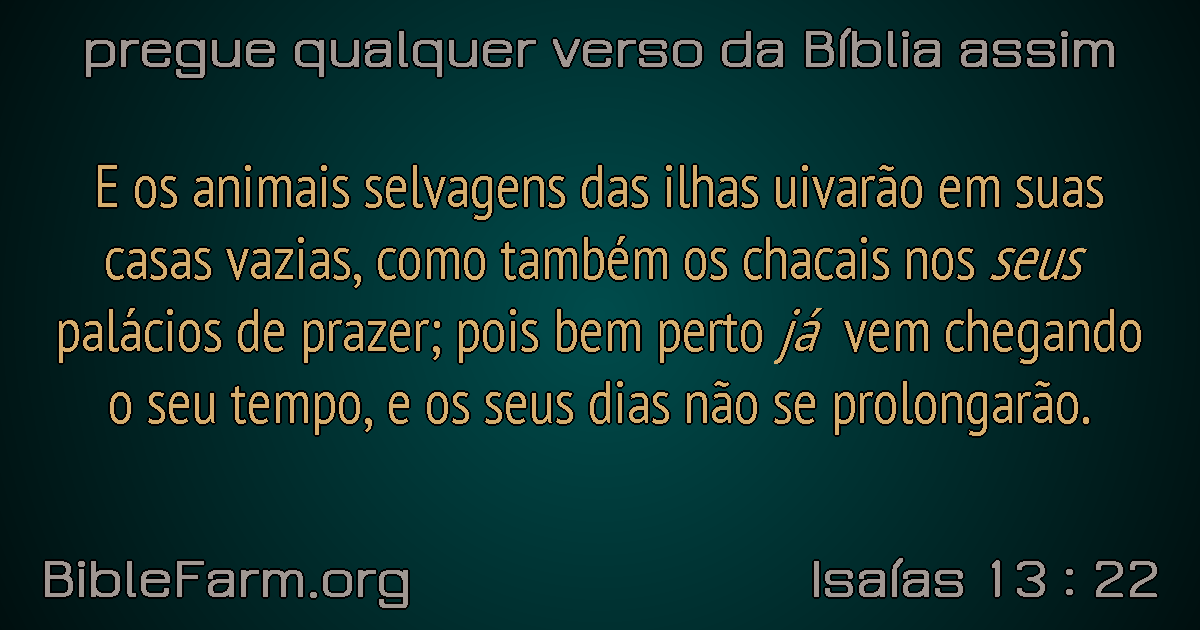 pregue qualquer verso da Bíblia assim
E os animais selvagens das ilhas uivarão em suas
casas vazias, como também os chacais nos seus
palácios de prazer; pois bem perto já vem chegando
o seu tempo, e os seus dias não se prolongarão.
BibleFarm.org
Isaías 13 : 22